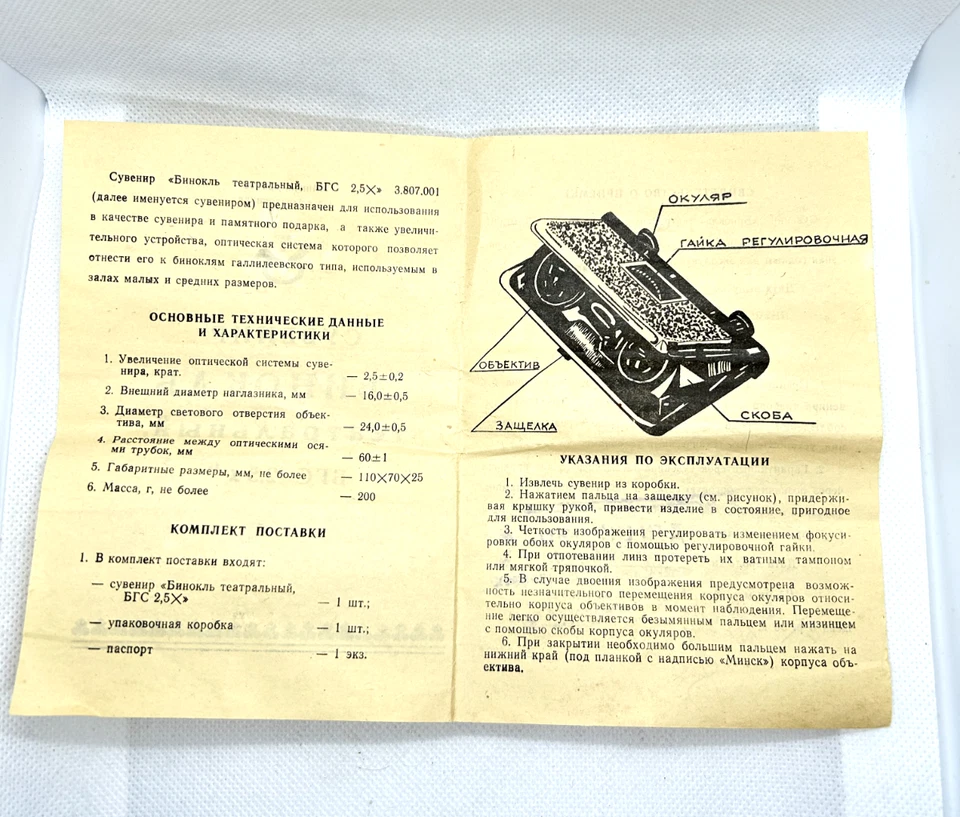 Сувенир «Бинокль театральный, БГС 2,5X» 3.807.001
(далее именуется сувениром) предназначен для использования
в качестве сувенира и памятного подарка, а также увеличи-
тельного устройства, оптическая система которого позволяет
отнести его к биноклям галлилеевского типа, используемым в
залах малых и средних размеров.
ОСНОВНЫЕ ТЕХНИЧЕСКИЕ ДАННЫЕ
И ХАРАКТЕРИСТИКИ
1. Увеличение оптической системы суве-
нира, крат. — 2,5±0,2
2. Внешний диаметр наглазника, мм — 16,0±0,5
3. Диаметр светового отверстия объек-
тива, мм — 24,0±0,5
4. Расстояние между оптическими ося-
ми трубок, мм — 60±1
5. Габаритные размеры, мм, не более — 110X70X25
6. Масса, г, не более — 200
КОМПЛЕКТ ПОСТАВКИ
1. В комплект поставки входят:
— сувенир «Бинокль театральный,
БГС 2,5X» — 1 шт.;
— упаковочная коробка — 1 шт.;
— паспорт — 1 экз.
ОКУЛЯР
ГАЙКА РЕГУЛИРОВОЧНАЯ
ОБЪЕКТИВ
ЗАЩЕЛКА
СКОБА
УКАЗАНИЯ ПО ЭКСПЛУАТАЦИИ
1. Извлечь сувенир из коробки.
2. Нажатием пальца на защелку (см. рисунок), придержи-
вая крышку рукой, привести изделие в состояние, пригодное
для использования.
3. Четкость изображения регулировать изменением фокуси-
ровки обоих окуляров с помощью регулировочной гайки.
4. При отпотевании линз протереть их ватным тампоном
или мягкой тряпочкой.
5. В случае двоения изображения предусмотрена возмож-
ность незначительного перемещения корпуса окуляров относи-
тельно корпуса объективов в момент наблюдения. Перемеще-
ние легко осуществляется безымянным пальцем или мизинцем
с помощью скобы корпуса окуляров.
6. При закрытии необходимо большим пальцем нажать на
нижний край (под планкой с надписью «Минск») корпуса объ-
ектива.